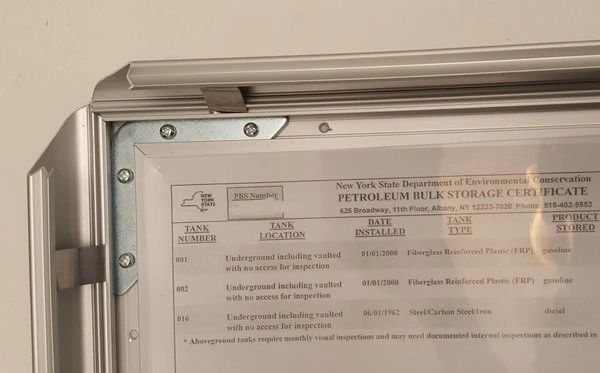 New York State Department of Environmental Conservation
NEW YORK STATE
PBS Number
PETROLEUM BULK STORAGE CERTIFICATE
625 Broadway, 11th Floor, Albany, NY 12233-7020 Phone: 518-402-9553
TANK NUMBER TANK LOCATION DATE INSTALLED TANK TYPE PRODUCT STORED
001 Underground including vaulted 01/01/2000 Fiberglass Reinforced Plastic (FRP) gasoline
with no access for inspection
002 Underground including vaulted 01/01/2000 Fiberglass Reinforced Plastic (FRP) gasoline
with no access for inspection
016 Underground including vaulted 06/01/1962 Steel/Carbon Steel/Iron diesel
with no access for inspection
* Aboveground tanks require monthly visual inspections and may need documented internal inspections as described in